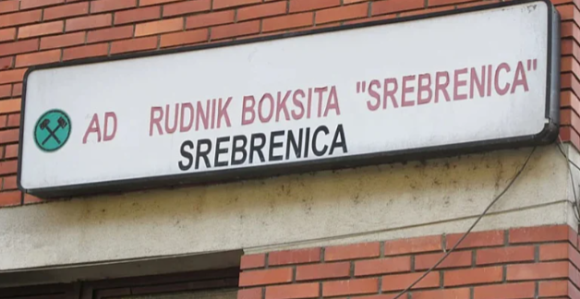 AD RUDNIK BOKSITA "SREBRENICA"
SREBRENICA